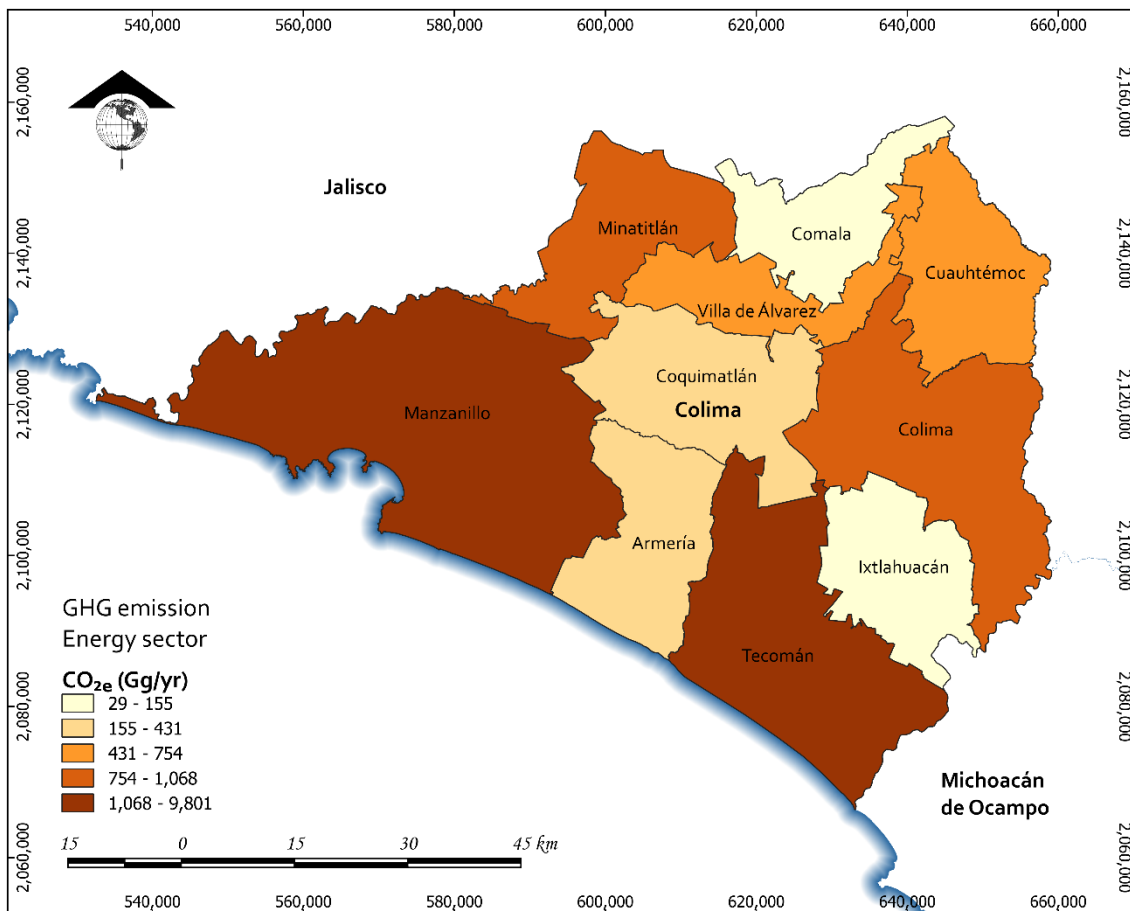 540,000 560,000 580,000 600,000 620,000 640,000 660,000
2,160,000 2,160,000
Jalisco
Minatitlán
Comala
2,140,000 2,140,000
Cuauhtémoc
Villa de Álvarez
Coquimatlán
2,120,000 2,120,000
Manzanillo
Colima
Colima
Armería
Ixtlahuacán
2,100,000 2,100,000
GHG emission
Energy sector
Tecomán
CO2e (Gg/yr)
29 - 155
155 - 431
431 - 754
754 - 1,068
1,068 - 9,801
2,080,000 2,080,000
Michoacán
de Ocampo
15 0 15 30 45 km
2,060,000 2,060,000
540,000 560,000 580,000 600,000 620,000 640,000 660,000